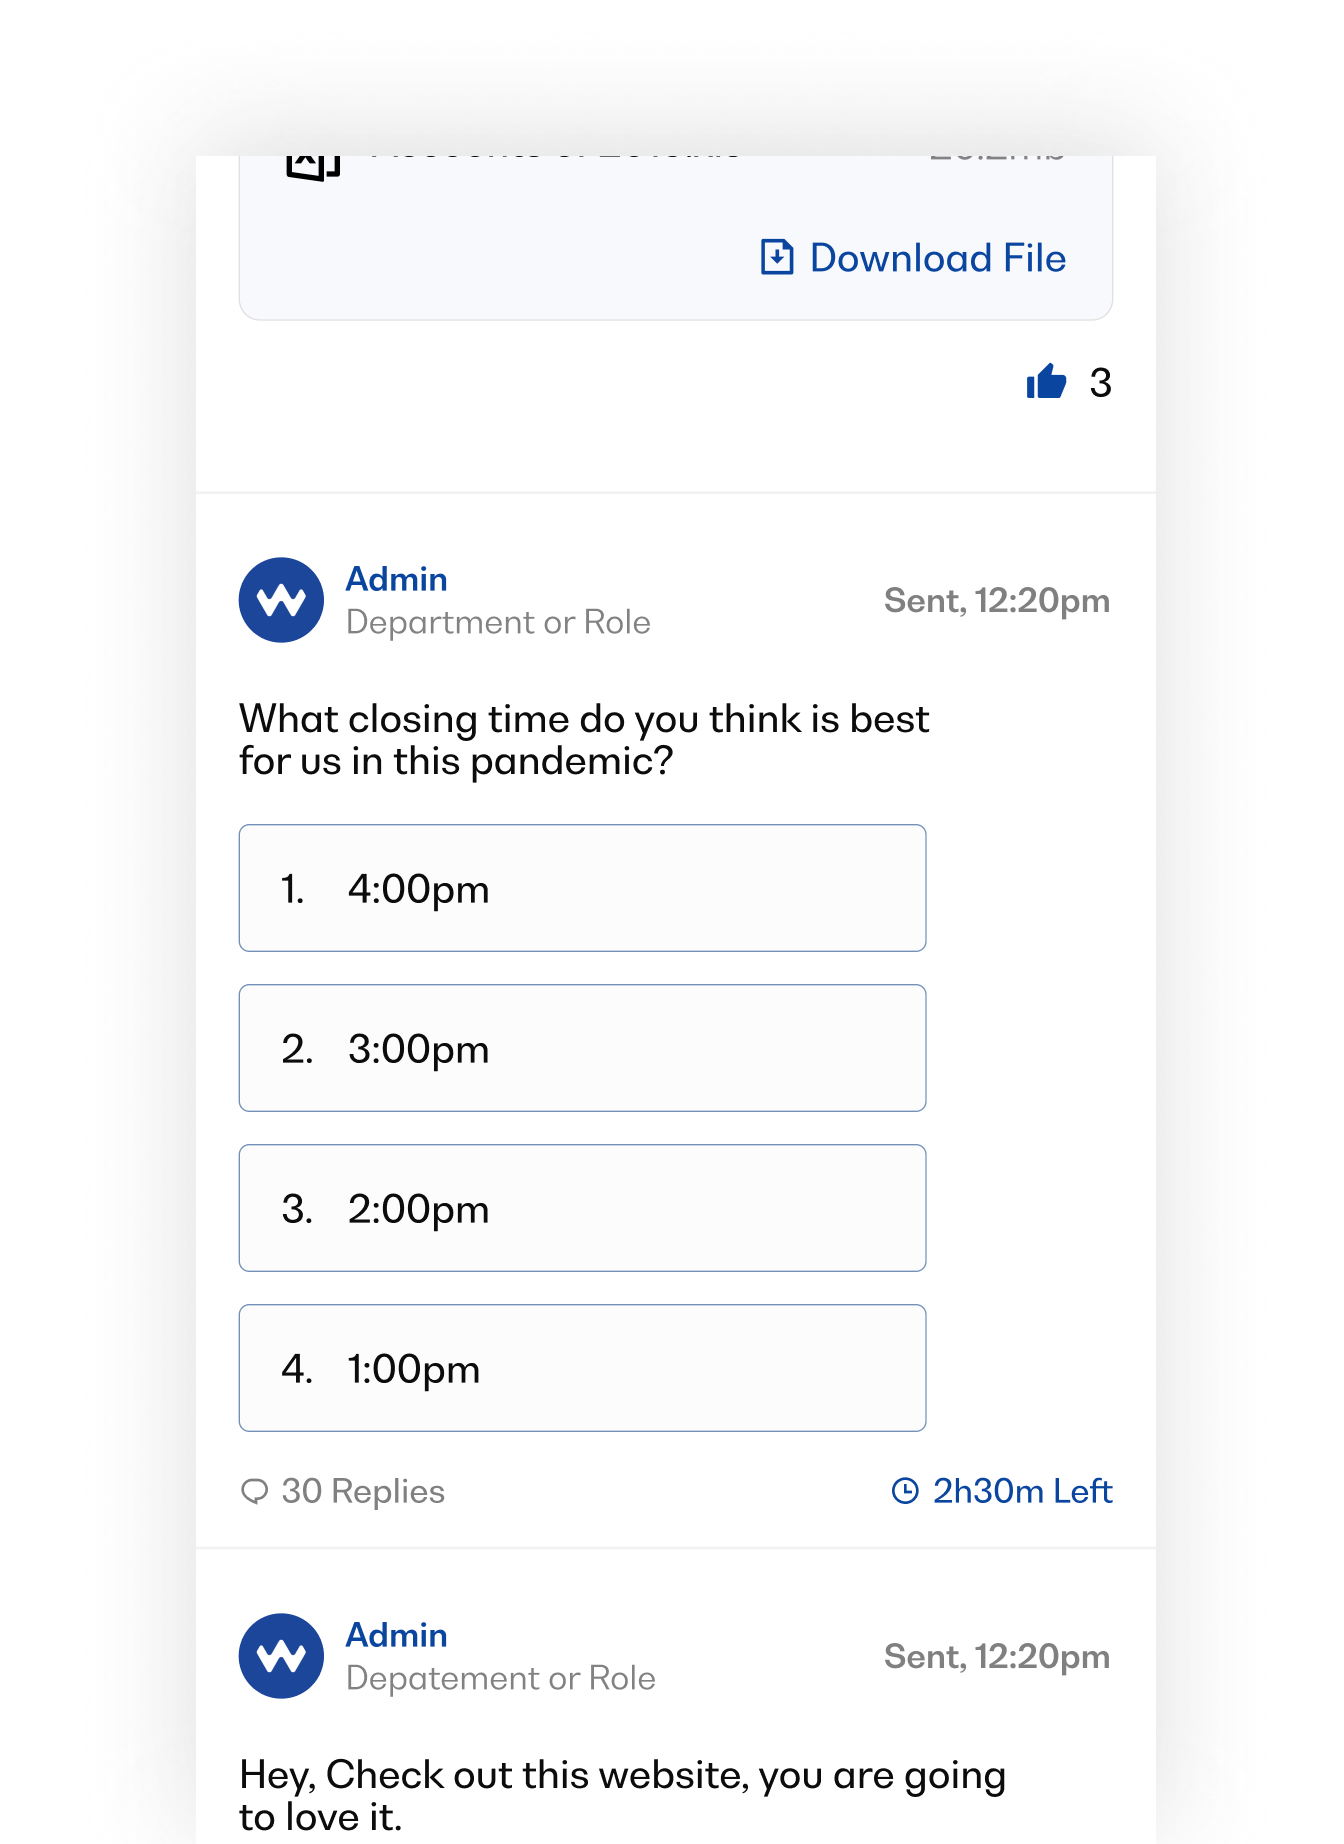 Download File
3
Admin
Department or Role
Sent, 12:20pm
What closing time do you think is best
for us in this pandemic?
1. 4:00pm
2. 3:00pm
3. 2:00pm
4. 1:00pm
30 Replies
2h30m Left
Admin
Depatement or Role
Sent, 12:20pm
Hey, Check out this website, you are going
to love it.